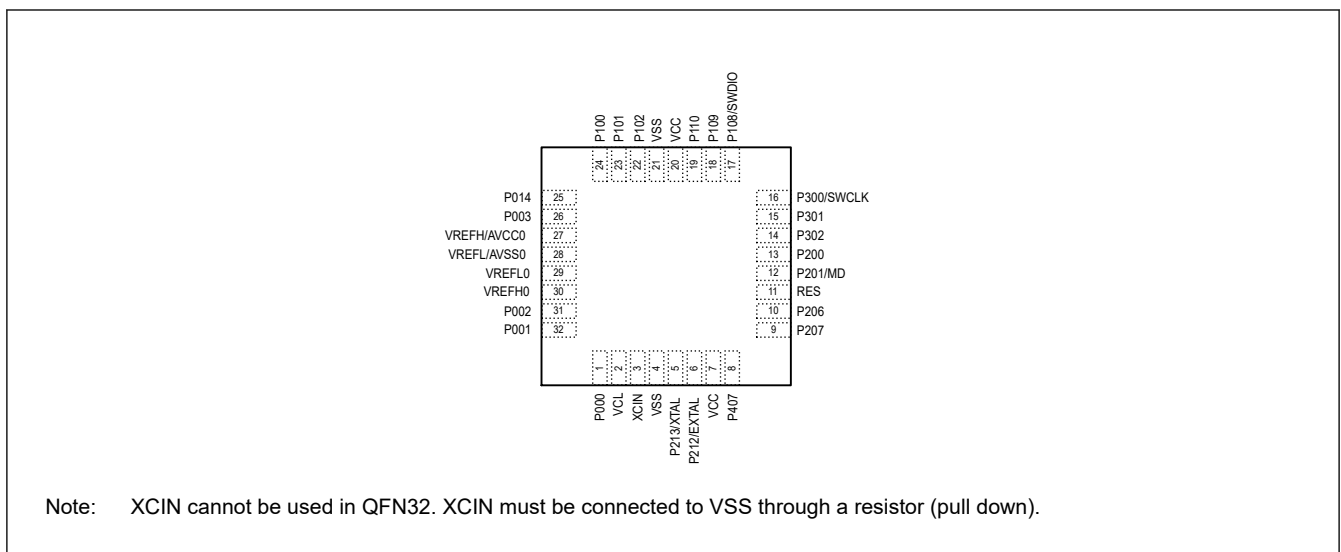 P100
P101
P102
VSS
VCC
P110
P109
P108/SWDIO
24
23
22
21
20
19
18
17
P014 25
P003 26
VREFH/AVCC0 27
VREFL/AVSS0 28
VREFL0 29
VREFH0 30
P002 31
P001 32
16 P300/SWCLK
15 P301
14 P302
13 P200
12 P201/MD
11 RES
10 P206
9 P207
1
2
3
4
5
6
7
8
P000
VCL
XCIN
VSS
P213/XTAL
P212/EXTAL
VCC
P407
Note: XCIN cannot be used in QFN32. XCIN must be connected to VSS through a resistor (pull down).